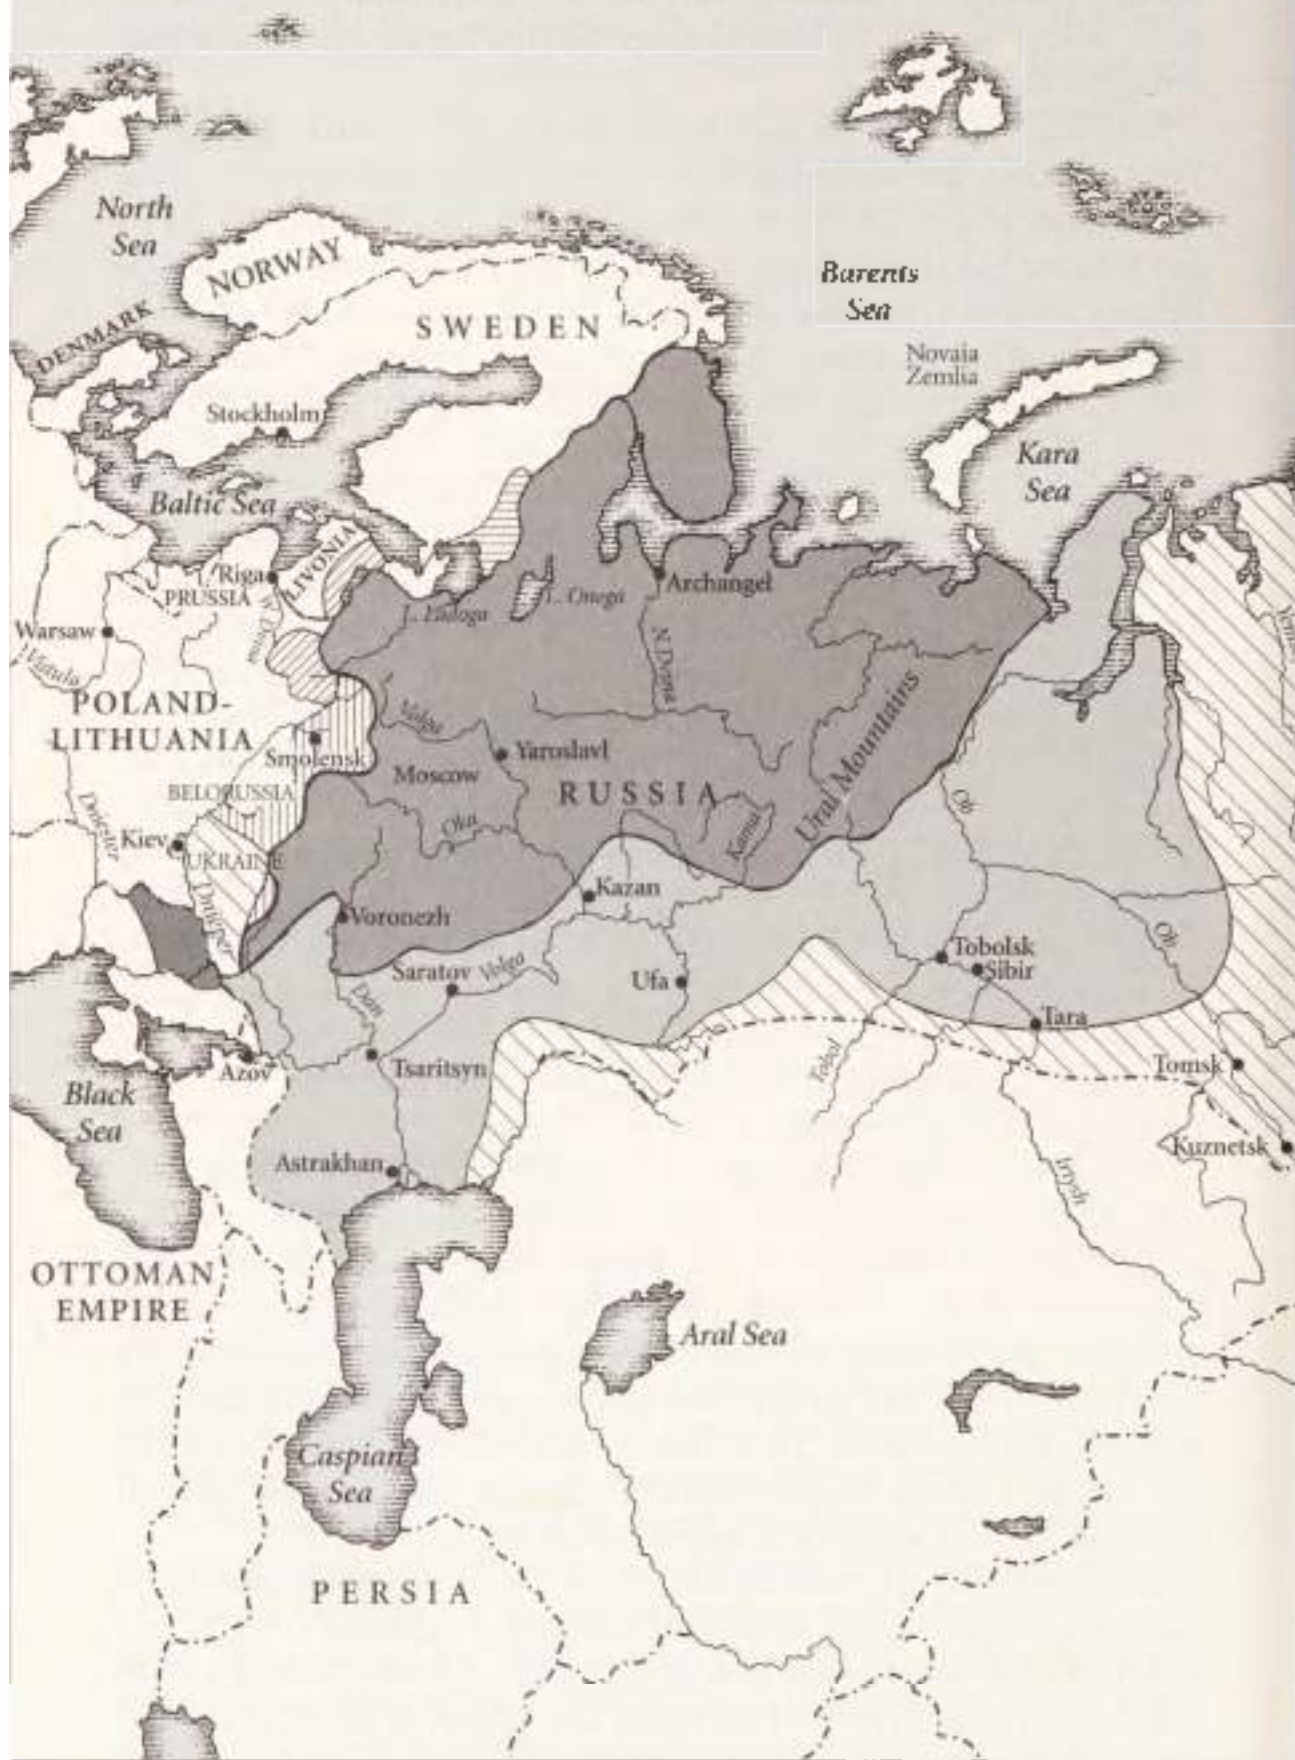 North
Sea
NORWAY
Barents
Sea
SWEDEN
DENMARK
Novaia
Zemlia
Stockholm
Kara
Sea
Baltic Sea
LIVONIA
Riga
PRUSSIA
Archangel
L. Onega
L. Ladoga
W. Dvina
Warsaw
Vistula
N. Dvina
POLAND-
LITHUANIA
Volga
Smolensk
Yaroslavl
Moscow
RUSSIA
Ural Mountains
BELORUSSIA
Dniester
Ob
Oka
Kama
Kiev
UKRAINE
Kazan
Dnieper
Voronezh
Ob
Tobolsk
Sibir
Saratov
Volga
Ufa
Don
Tara
Azov
Tsaritsyn
Tobol
Tomsk
Black
Sea
Kuznetsk
Astrakhan
Irtysh
OTTOMAN
EMPIRE
Aral Sea
Caspian
Sea
PERSIA